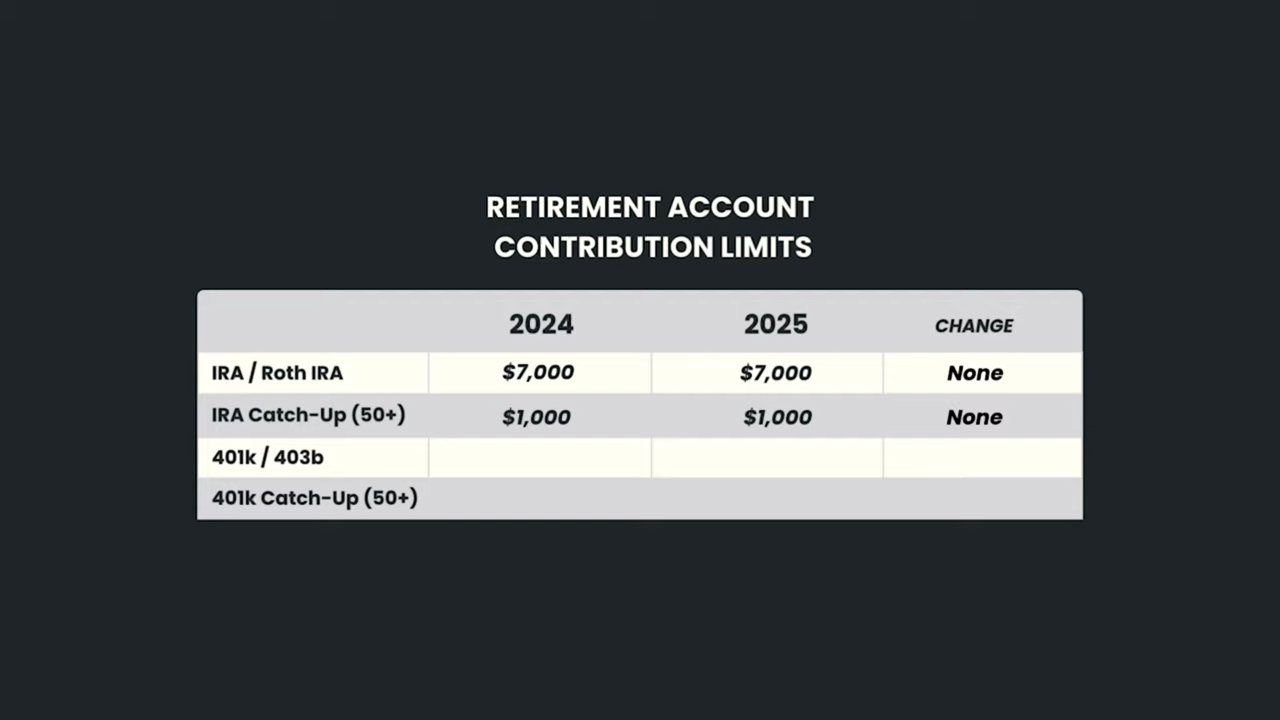 RETIREMENT ACCOUNT
CONTRIBUTION LIMITS
2024 2025 CHANGE
IRA / Roth IRA $7,000 $7,000 None
IRA Catch-Up (50+) $1,000 $1,000 None
401k / 403b
401k Catch-Up (50+)